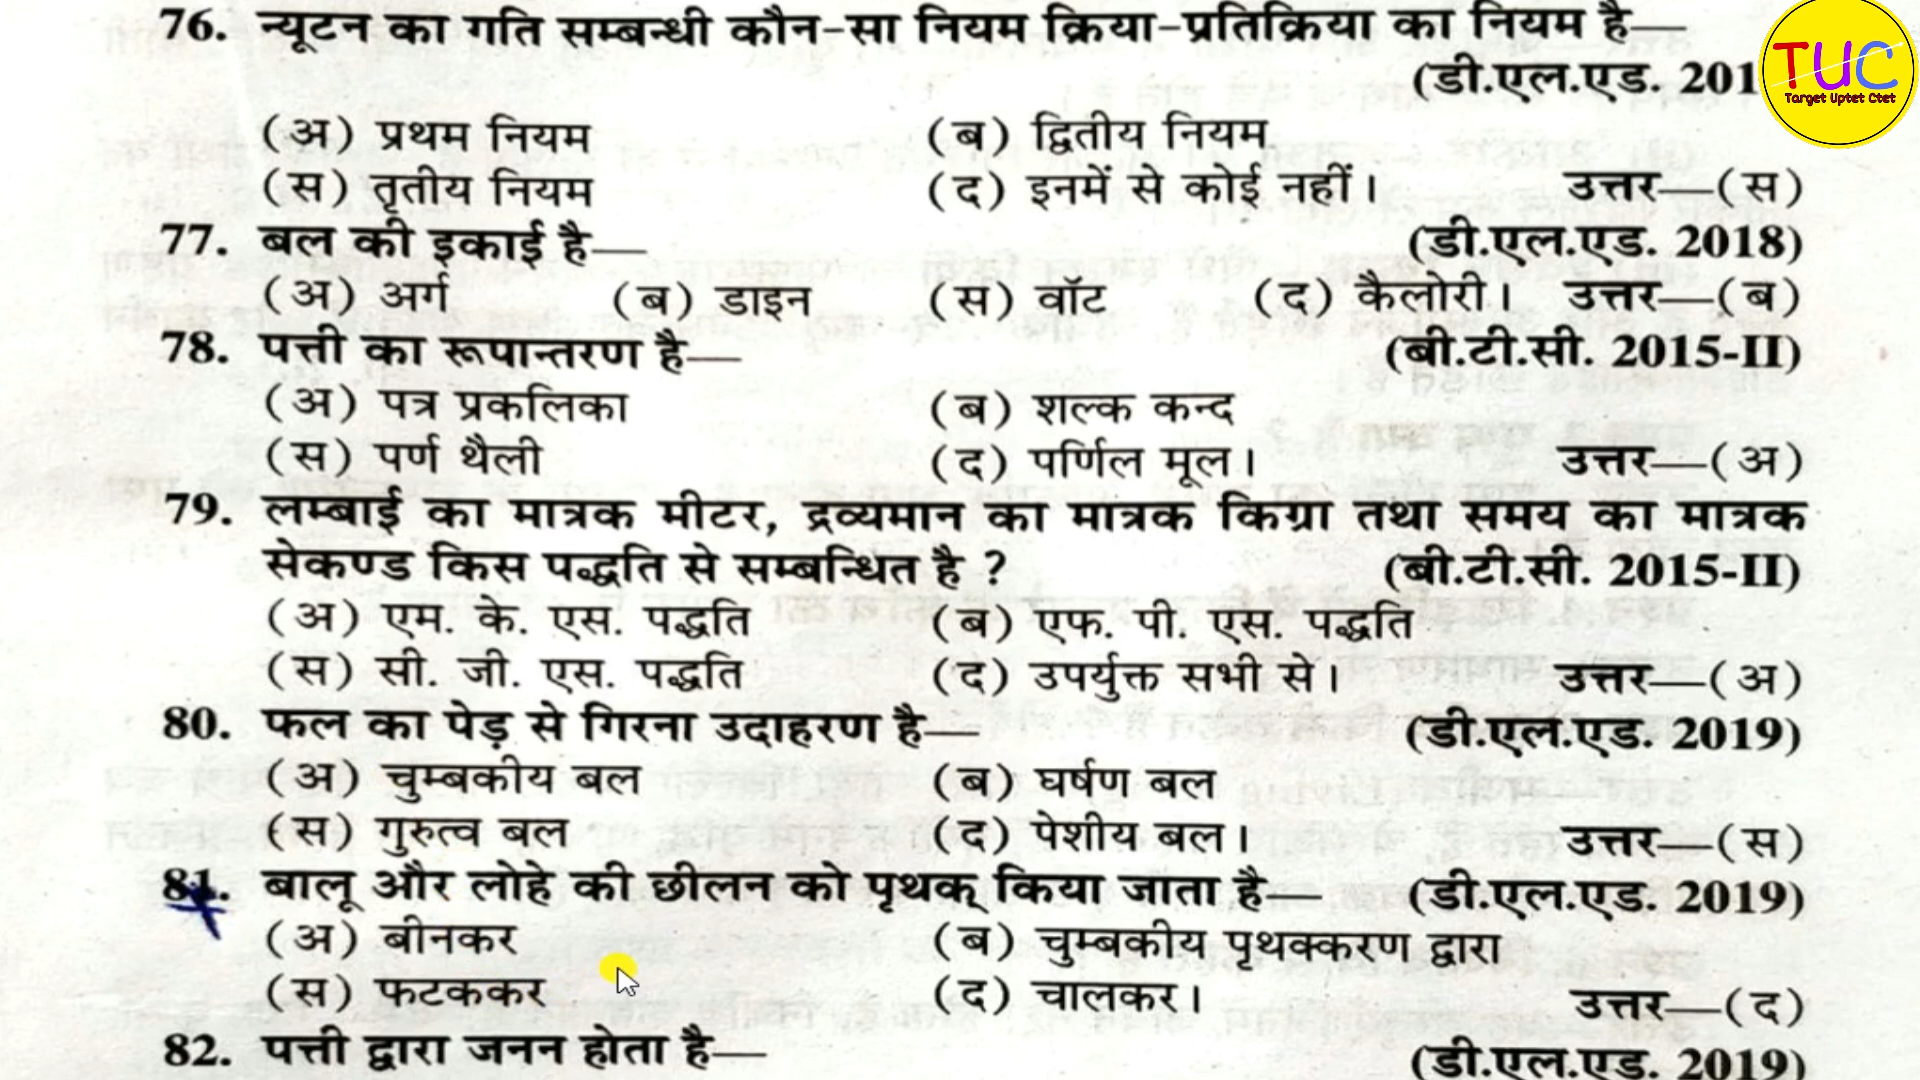 76. न्यूटन का गति सम्बन्धी कौन-सा नियम क्रिया-प्रतिक्रिया का नियम है—
(डी.एल.एड. 201
TUC
Target Uptet Ctet
(अ) प्रथम नियम (ब) द्वितीय नियम
(स) तृतीय नियम (द) इनमें से कोई नहीं। उत्तर—(स)
77. बल की इकाई है— (डी.एल.एड. 2018)
(अ) अर्ग (ब) डाइन (स) वॉट (द) कैलोरी। उत्तर—(ब)
78. पत्ती का रूपान्तरण है— (बी.टी.सी. 2015-II)
(अ) पत्र प्रकलिका (ब) शल्क कन्द
(स) पर्ण थैली (द) पर्णिल मूल। उत्तर—(अ)
79. लम्बाई का मात्रक मीटर, द्रव्यमान का मात्रक किग्रा तथा समय का मात्रक
सेकण्ड किस पद्धति से सम्बन्धित है ? (बी.टी.सी. 2015-II)
(अ) एम. के. एस. पद्धति (ब) एफ. पी. एस. पद्धति
(स) सी. जी. एस. पद्धति (द) उपर्युक्त सभी से। उत्तर—(अ)
80. फल का पेड़ से गिरना उदाहरण है— (डी.एल.एड. 2019)
(अ) चुम्बकीय बल (ब) घर्षण बल
(स) गुरुत्व बल (द) पेशीय बल। उत्तर—(स)
81. बालू और लोहे की छीलन को पृथक् किया जाता है— (डी.एल.एड. 2019)
(अ) बीनकर (ब) चुम्बकीय पृथक्करण द्वारा
(स) फटककर (द) चालकर। उत्तर—(द)
82. पत्ती द्वारा जनन होता है— (डी.एल.एड. 2019)